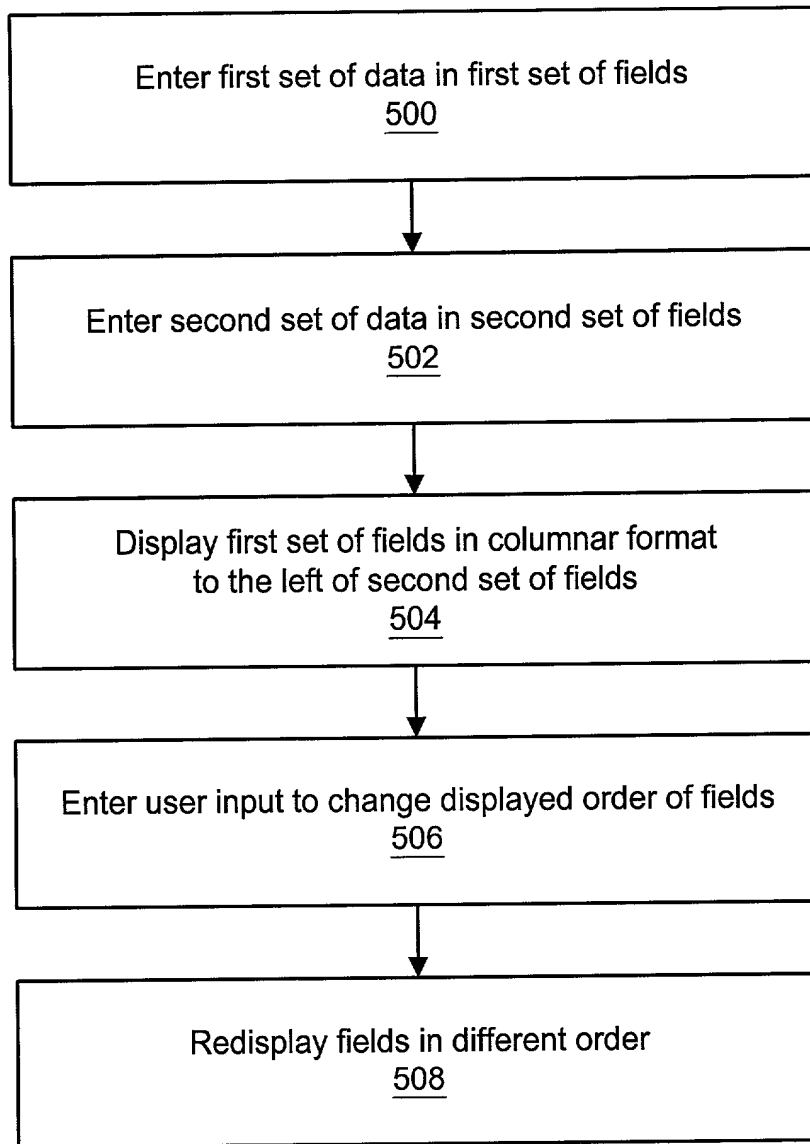 Enter first set of data in first set of fields
500
Enter second set of data in second set of fields
502
Display first set of fields in columnar format
to the left of second set of fields
504
Enter user input to change displayed order of fields
506
Redisplay fields in different order
508